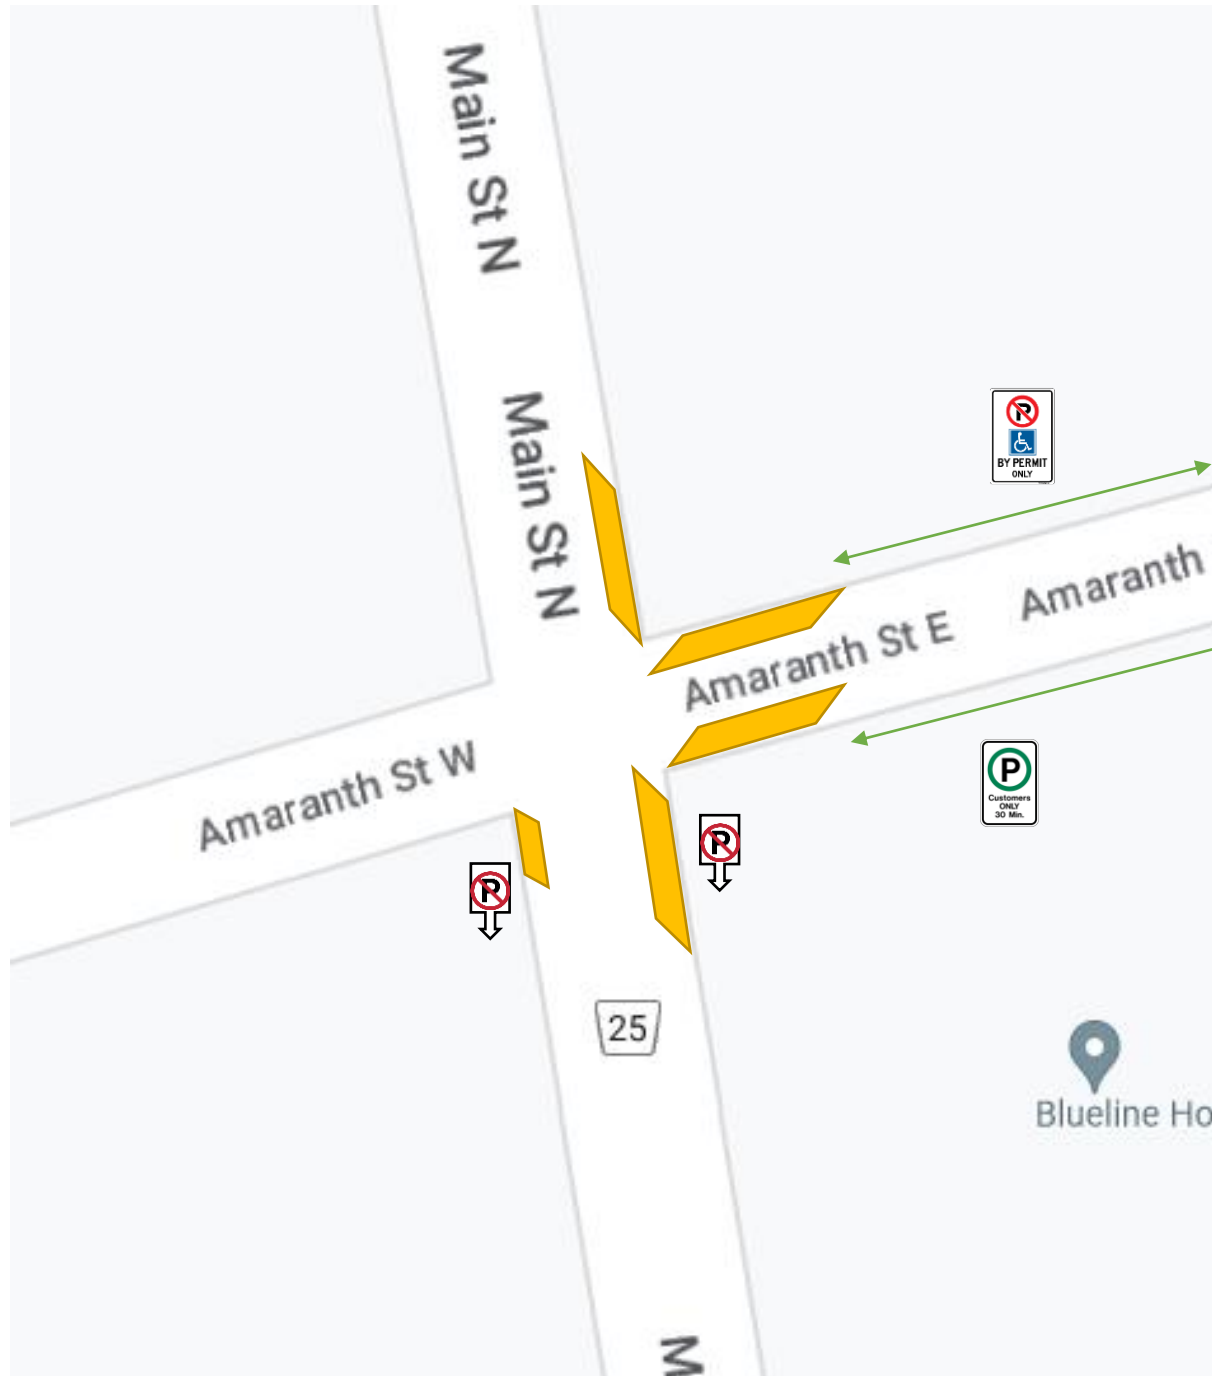 Main St N
Main St N
P
BY PERMIT
ONLY
Amaranth
Amaranth St E
Amaranth St W
P
Customers
ONLY
30 Min.
P
P
25
Blueline Ho
M